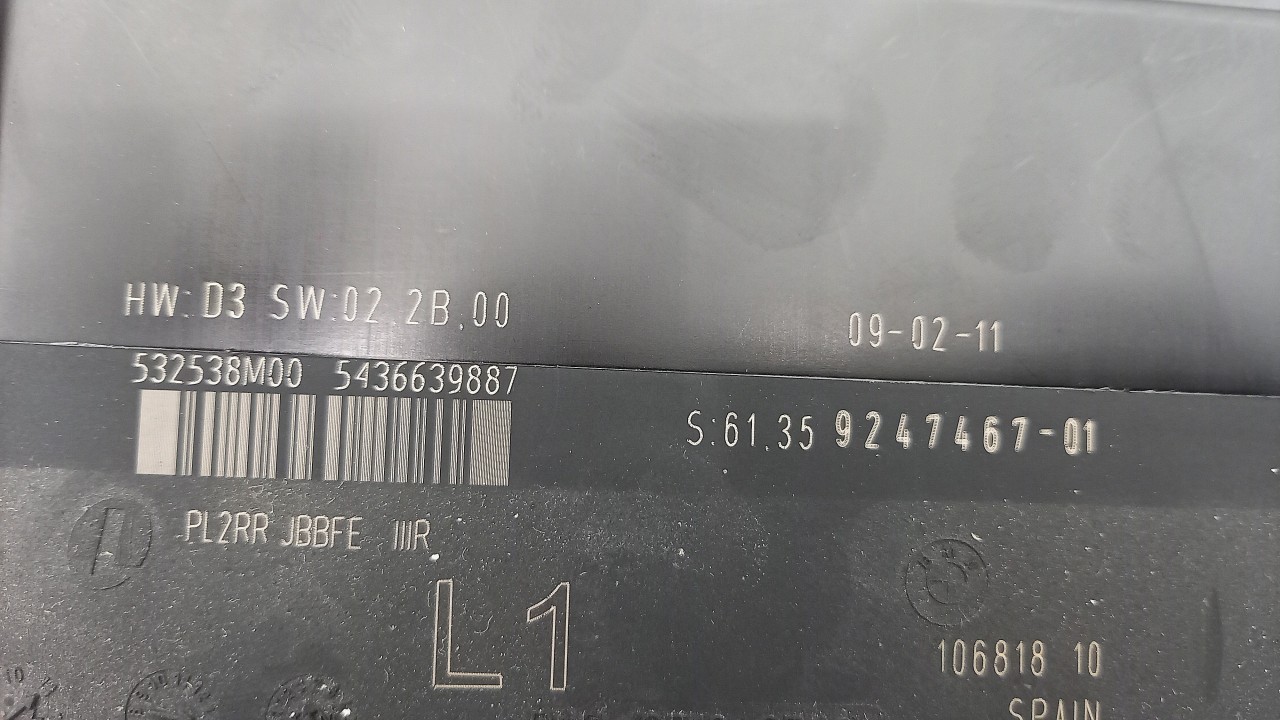 HW:D3 SW:02.2B.00
09-02-11
532538M00 5436639887
S:61.35 9247467-01
PL2RR JBBFE IIIR
BMW
L1
106818 10
SPAIN